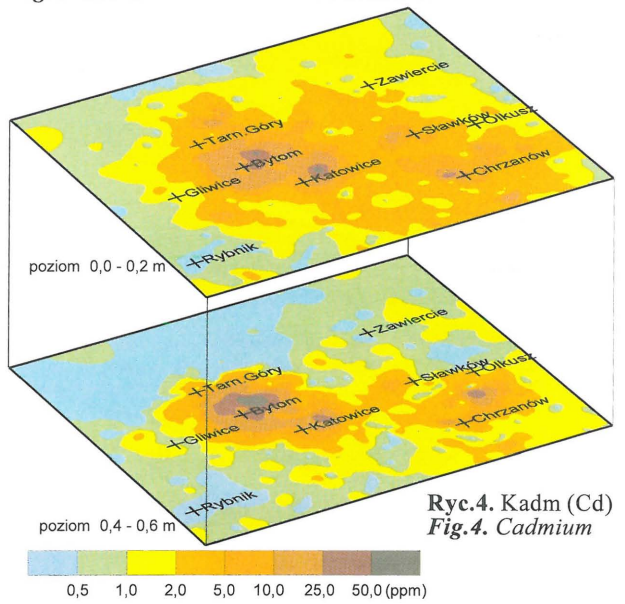 Zawiercie
Sławków
Olkusz
Tarn.Góry
Bytom
Katowice
Chrzanów
Gliwice
Rybnik
poziom 0,0 - 0,2 m
Zawiercie
Sławków
Olkusz
Tarn.Góry
Bytom
Katowice
Chrzanów
Gliwice
Rybnik
poziom 0,4 - 0,6 m
Ryc.4. Kadm (Cd)
Fig.4. Cadmium
0,5 1,0 2,0 5,0 10,0 25,0 50,0 (ppm)